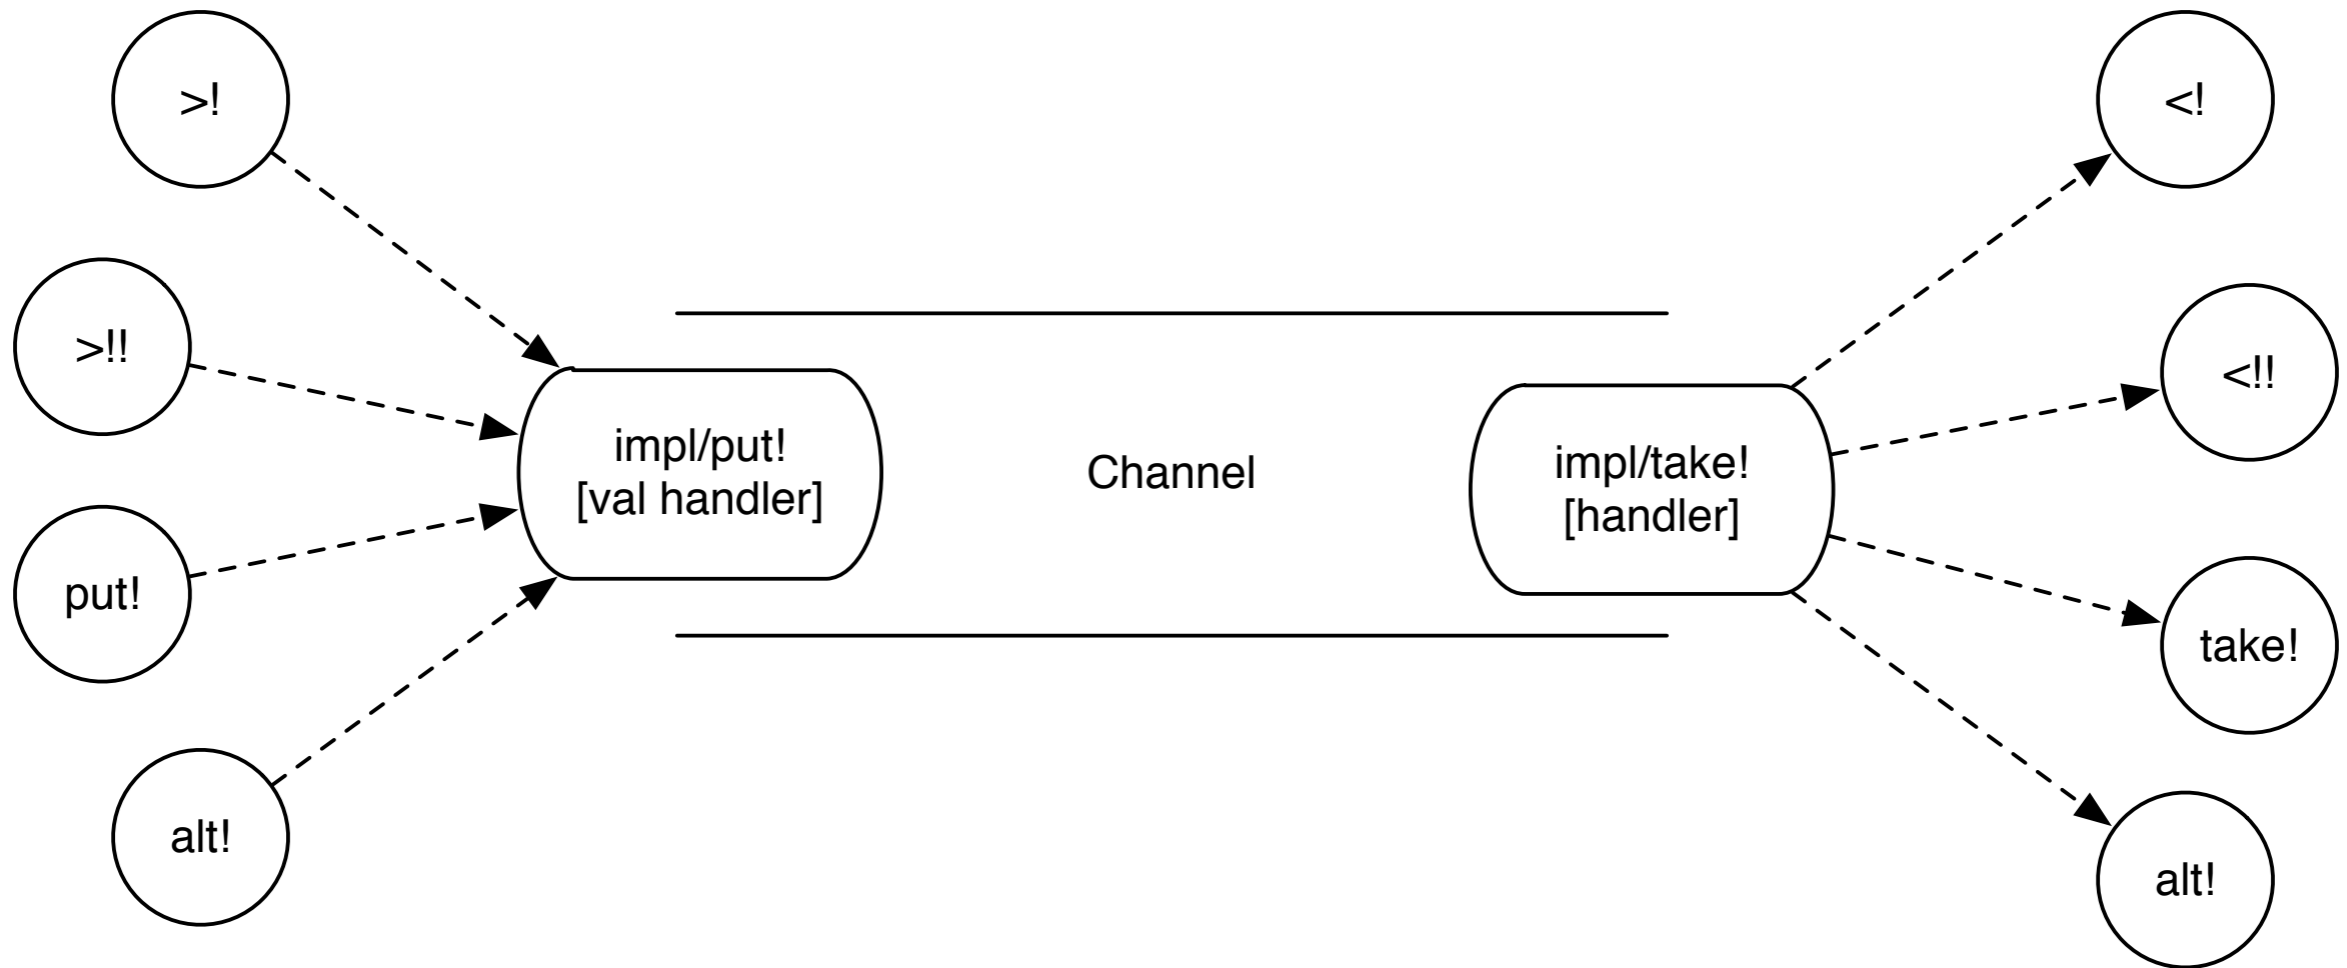 >!
>!!
put!
alt!
impl/put!
[val handler]
Channel
impl/take!
[handler]
<!
<!!
take!
alt!